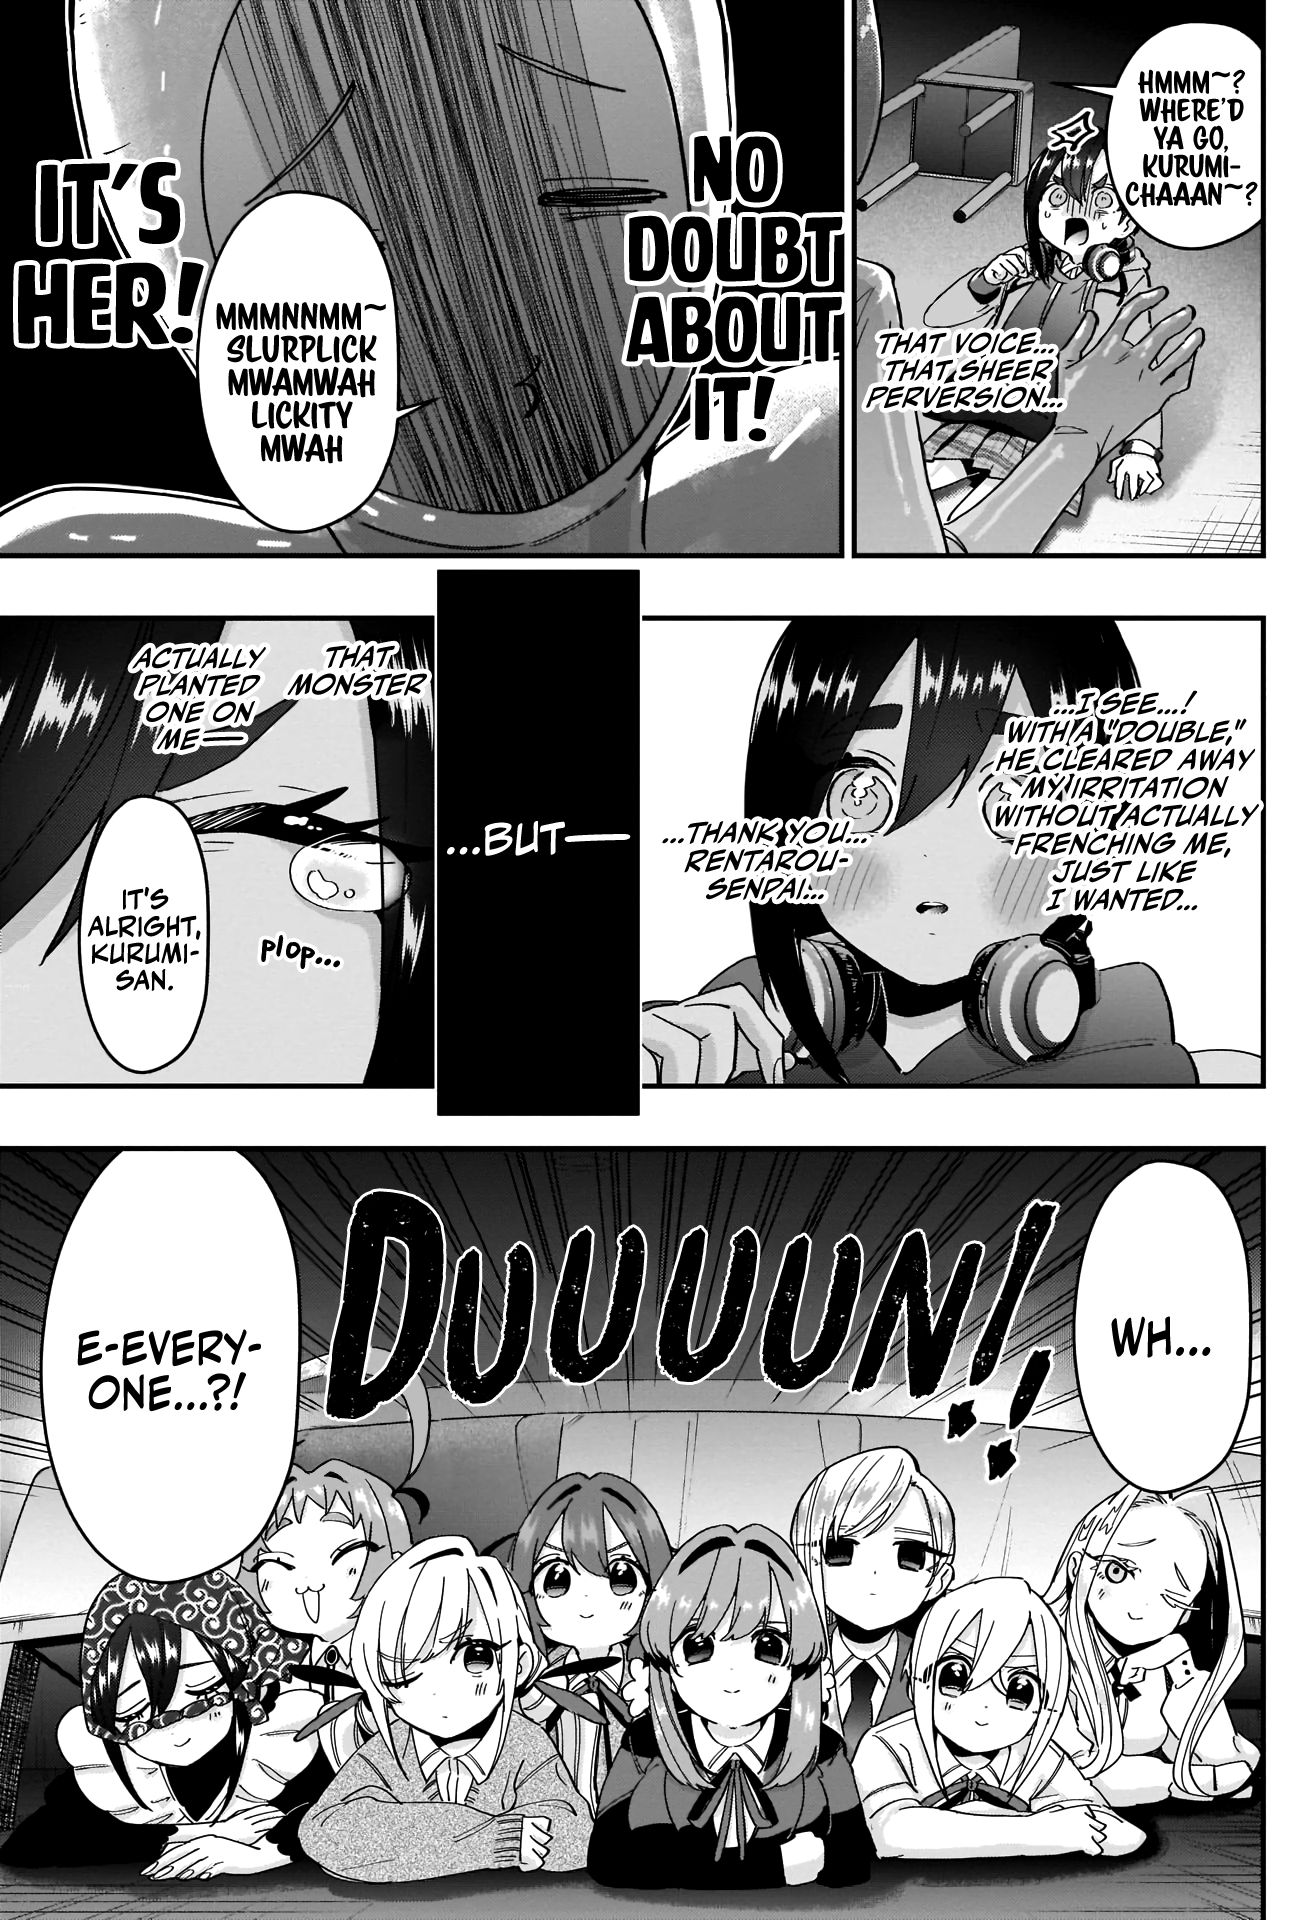 HMMM~?
WHERE'D
YA GO,
KURUMI-
CHAAAN~?
THAT VOICE...
THAT SHEER
PERVERSION...
NO
DOUBT
ABOUT
IT!
IT'S
HER!
MMMNNMM~
SLURPLICK
MWAMWAH
LICKITY
MWAH
...I SEE...!
WITH A "DOUBLE,"
HE CLEARED AWAY
MY IRRITATION
WITHOUT ACTUALLY
FRENCHING ME,
JUST LIKE
I WANTED...
...THANK YOU...
RENTAROU-
SENPAI...
...BUT—
THAT
MONSTER
ACTUALLY
PLANTED
ONE ON
ME—
PLOP...
IT'S
ALRIGHT,
KURUMI-
SAN.
WH...
DUUUUN!,
E-EVERY-
ONE...?!